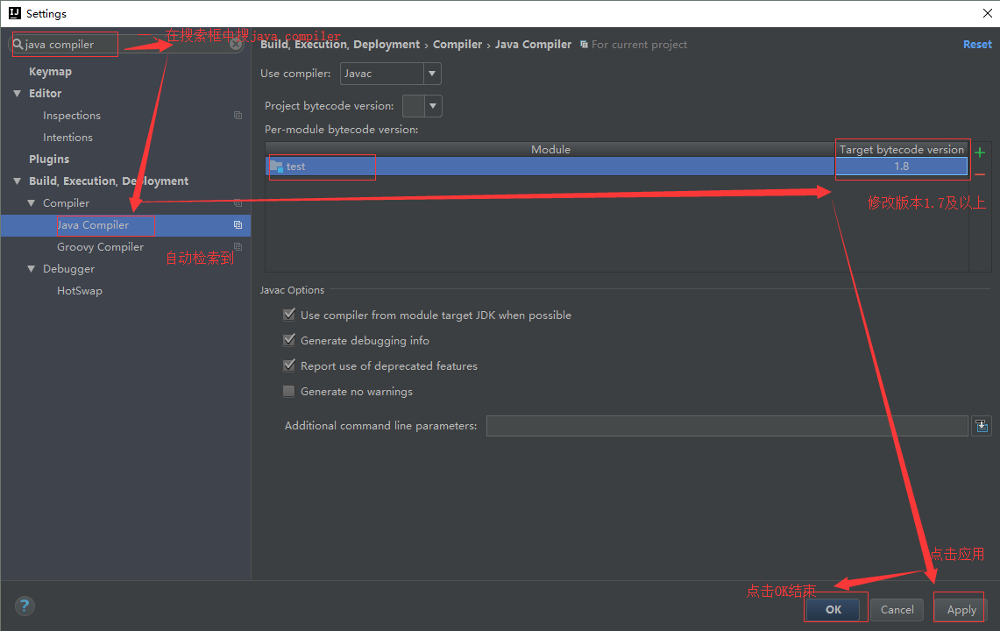 Settings
java compiler
在搜索框中搜java compiler
Build, Execution, Deployment › Compiler › Java Compiler
For current project
Reset
Keymap
Editor
Inspections
Intentions
Plugins
Build, Execution, Deployment
Compiler
Java Compiler
Groovy Compiler
自动检索到
Debugger
HotSwap
Use compiler:
Javac
Project bytecode version:
Per-module bytecode version:
Module
Target bytecode version
test
1.8
修改版本1.7及以上
Javac Options
Use compiler from module target JDK when possible
Generate debugging info
Report use of deprecated features
Generate no warnings
Additional command line parameters:
点击应用
点击OK结束
?
OK
Cancel
Apply